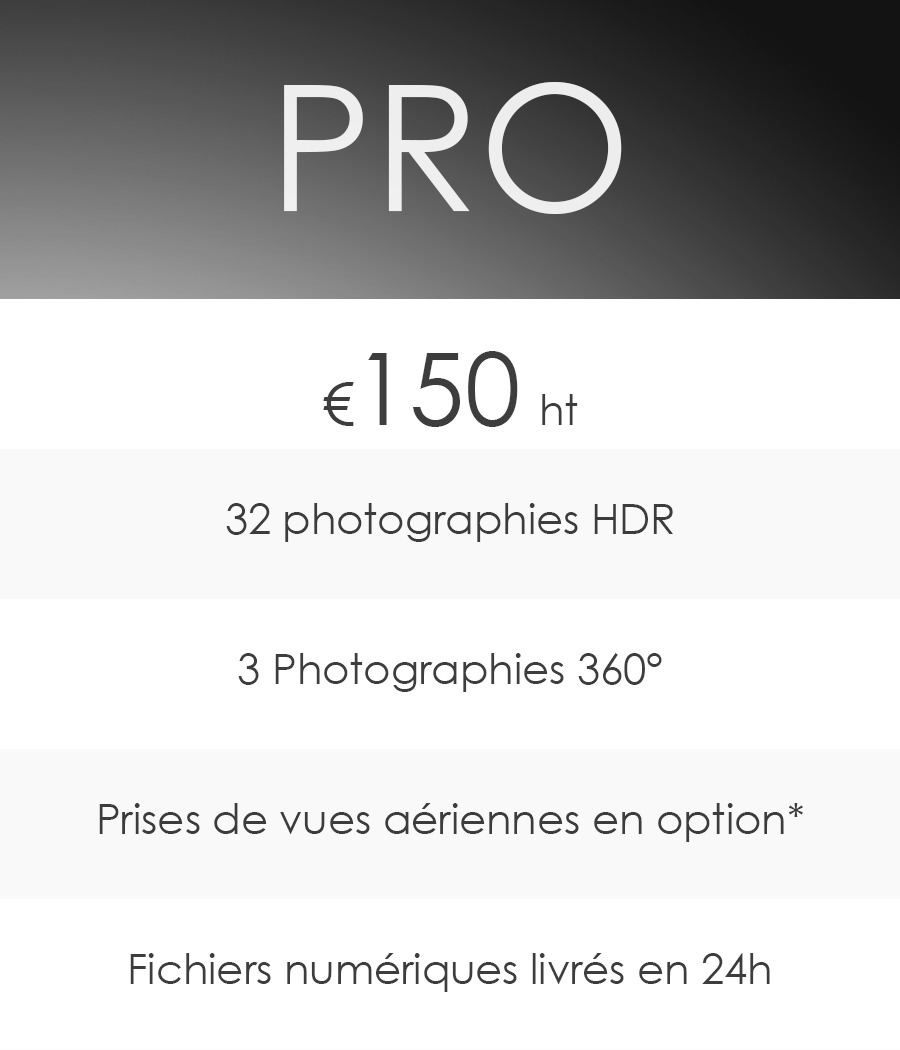 PRO
€150 ht
32 photographies HDR
3 Photographies 360°
Prises de vues aériennes en option*
Fichiers numériques livrés en 24h